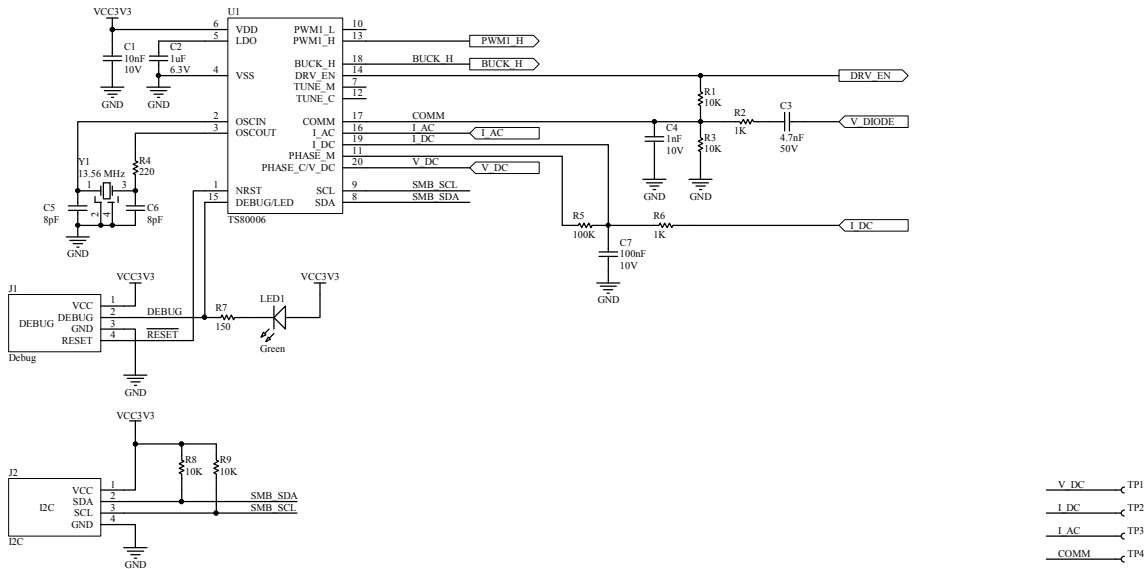 VCC3V3
U1
6 VDD PWM1_L 10
5 LDO PWM1_H 13 PWM1_H
C1 10nF 10V
C2 1uF 6.3V
BUCK_H 18 BUCK_H BUCK_H
4 VSS DRV_EN 14 DRV_EN
TUNE_M 7
TUNE_C 12
GND GND
R1 10K
2 OSCIN COMM 17 COMM
R2 1K
C3 4.7nF 50V
V_DIODE
3 OSCOUT I_AC 16 I_AC I_AC
I_DC 19 I_DC
C4 1nF 10V
R3 10K
PHASE_M 11
PHASE_C/V_DC 20 V_DC V_DC
GND GND
Y1
13.56 MHz
1 3
2 4
R4 220
1 NRST SCL 9 SMB_SCL
15 DEBUG/LED SDA 8 SMB_SDA
TS80006
C5 8pF
C6 8pF
GND
R5 100K
R6 1K
I_DC
C7 100nF 10V
GND
J1
VCC3V3
VCC3V3
DEBUG
VCC 1
DEBUG 2 DEBUG
GND 3
RESET 4 RESET
Debug
R7 150
LED1
Green
GND
VCC3V3
R8 10K
R9 10K
J2
I2C
VCC 1
SDA 2 SMB_SDA
SCL 3 SMB_SCL
GND 4
I2C
GND
V_DC TP1
I_DC TP2
I_AC TP3
COMM TP4